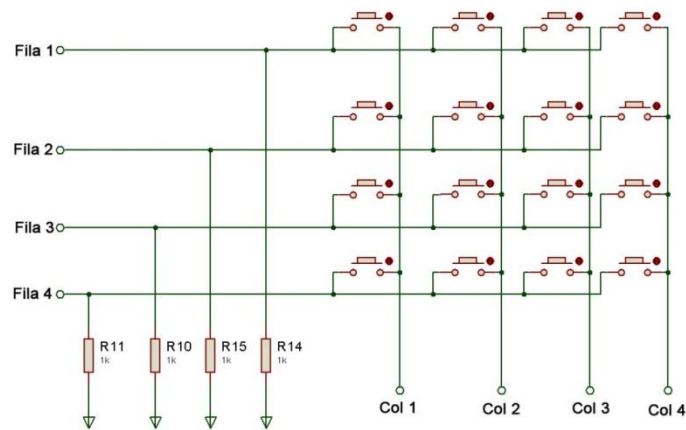 Fila 1
Fila 2
Fila 3
Fila 4
R11
1k
R10
1k
R15
1k
R14
1k
Col 1
Col 2
Col 3
Col 4